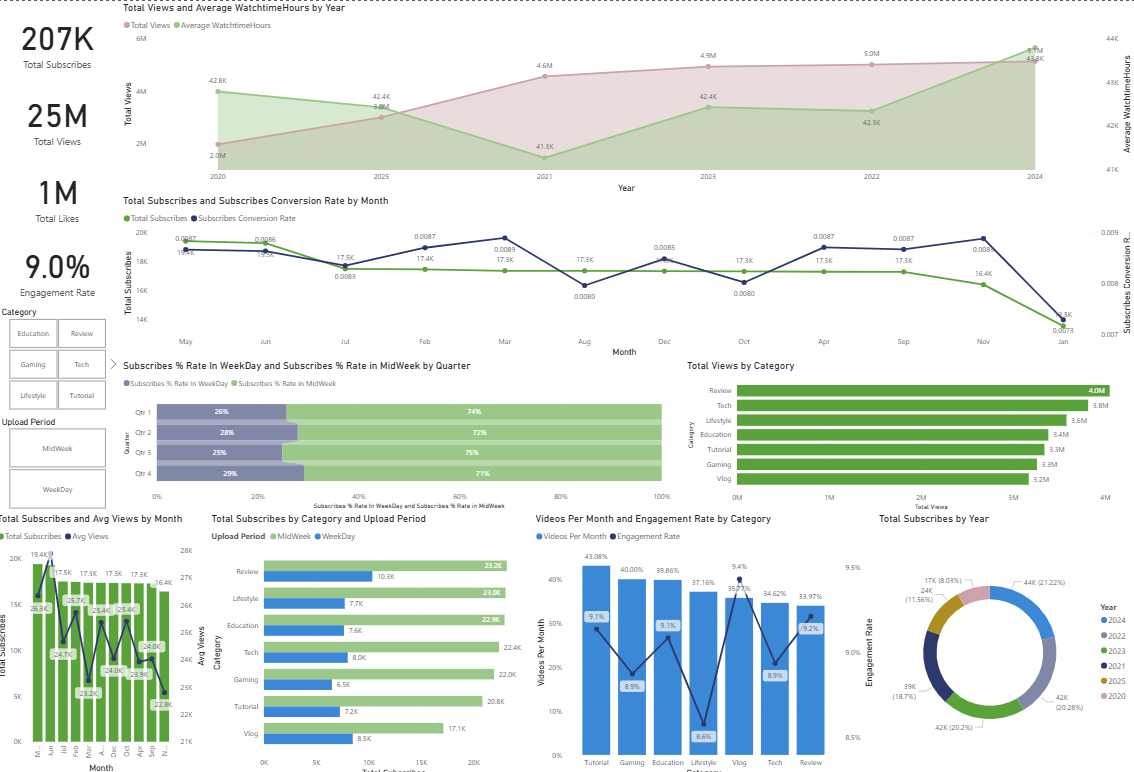 207K
Total Subscribes
25M
Total Views
1M
Total Likes
9.0%
Engagement Rate
Category
Education Review
Gaming Tech
Lifestyle Tutorial
Upload Period
MidWeek
WeekDay
Total Views and Average WatchtimeHours by Year
Total Views Average WatchtimeHours
6M
4M
2M
Total Views
44K
43K
42K
41K
Average WatchtimeHours
42.8K
2.0M
42.4K
3.0M
4.6M
41.3K
4.9M
42.4K
5.0M
42.3K
5.1M
43.8K
2020 2025 2021 2023 2022 2024
Year
Total Subscribes and Subscribes Conversion Rate by Month
Total Subscribes Subscribes Conversion Rate
20K
18K
16K
14K
Total Subscribes
0.009
0.008
0.007
Subscribes Conversion R...
0.0087 0.0086 17.5K 0.0087 0.0089 17.3K 0.0085 17.3K 0.0087 0.0087 0.0089
19.4K 19.3K 0.0083 17.4K 17.3K 0.0080 0.0080 17.3K 17.3K 16.4K
0.0073
May Jun Jul Feb Mar Aug Dec Oct Apr Sep Nov Jan
Month
Subscribes % Rate In WeekDay and Subscribes % Rate in MidWeek by Quarter
Subscribes % Rate In WeekDay Subscribes % Rate in MidWeek
Quarter
Qtr 1 26% 74%
Qtr 2 28% 72%
Qtr 3 25% 75%
Qtr 4 29% 71%
0% 20% 40% 60% 80% 100%
Subscribes % Rate In WeekDay and Subscribes % Rate in MidWeek
Total Views by Category
Category
Review 4.0M
Tech 3.8M
Lifestyle 3.6M
Education 3.4M
Tutorial 3.3M
Gaming 3.3M
Vlog 3.2M
0M 1M 2M 3M 4M
Total Views
Total Subscribes and Avg Views by Month
Total Subscribes Avg Views
20K
15K
10K
5K
0K
Total Subscribes
28K
27K
26K
25K
24K
23K
22K
21K
Avg Views
19.4K 17.5K 17.3K 17.3K 17.3K 16.4K
26.3K 24.7K 25.7K 23.2K 25.4K 24.0K 25.4K 23.9K 24.0K 22.8K
M... Jun Jul Feb Mar A... Dec Oct Apr Sep N...
Month
Total Subscribes by Category and Upload Period
Upload Period MidWeek WeekDay
Category
Review 23.2K
10.3K
Lifestyle 23.0K
7.7K
Education 22.9K
7.6K
Tech 22.4K
8.0K
Gaming 22.0K
6.5K
Tutorial 20.8K
7.2K
Vlog 17.1K
8.5K
0K 5K 10K 15K 20K
Total Subscribes
Videos Per Month and Engagement Rate by Category
Videos Per Month Engagement Rate
40%
30%
20%
10%
0%
Videos Per Month
9.5%
9.0%
8.5%
Engagement Rate
43.08% 40.00% 39.86% 37.16% 35.77% 34.62% 33.97%
9.1% 8.9% 9.1% 8.6% 9.4% 8.9% 9.2%
Tutorial Gaming Education Lifestyle Vlog Tech Review
Category
Total Subscribes by Year
17K (8.03%)
44K (21.22%)
24K
(11.56%)
39K
(18.7%)
42K
(20.28%)
42K (20.2%)
Year
2024
2022
2023
2021
2025
2020